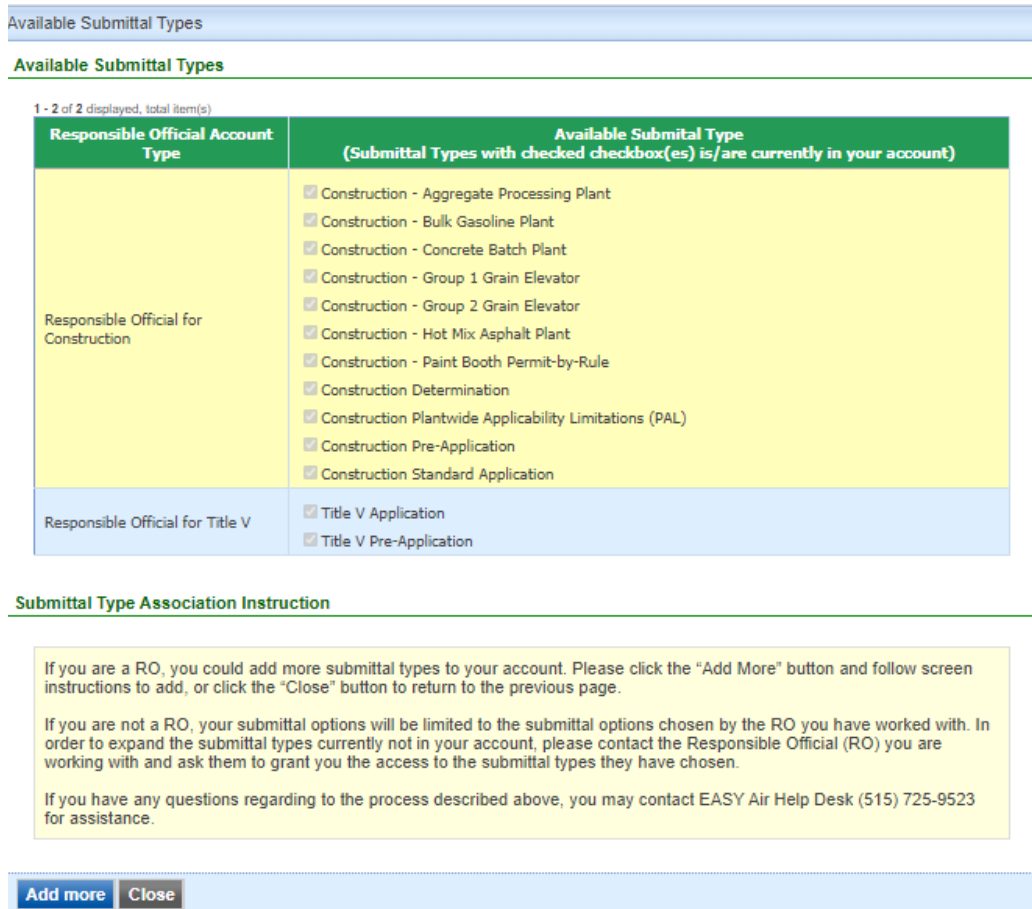 Available Submittal Types
Available Submittal Types
1 - 2 of 2 displayed, total item(s)
Responsible Official Account
Type
Available Submital Type
(Submittal Types with checked checkbox(es) is/are currently in your account)
Responsible Official for
Construction
Construction - Aggregate Processing Plant
Construction - Bulk Gasoline Plant
Construction - Concrete Batch Plant
Construction - Group 1 Grain Elevator
Construction - Group 2 Grain Elevator
Construction - Hot Mix Asphalt Plant
Construction - Paint Booth Permit-by-Rule
Construction Determination
Construction Plantwide Applicability Limitations (PAL)
Construction Pre-Application
Construction Standard Application
Responsible Official for Title V
Title V Application
Title V Pre-Application
Submittal Type Association Instruction
If you are a RO, you could add more submittal types to your account. Please click the “Add More” button and follow screen
instructions to add, or click the “Close” button to return to the previous page.
If you are not a RO, your submittal options will be limited to the submittal options chosen by the RO you have worked with. In
order to expand the submittal types currently not in your account, please contact the Responsible Official (RO) you are
working with and ask them to grant you the access to the submittal types they have chosen.
If you have any questions regarding to the process described above, you may contact EASY Air Help Desk (515) 725-9523
for assistance.
Add more
Close